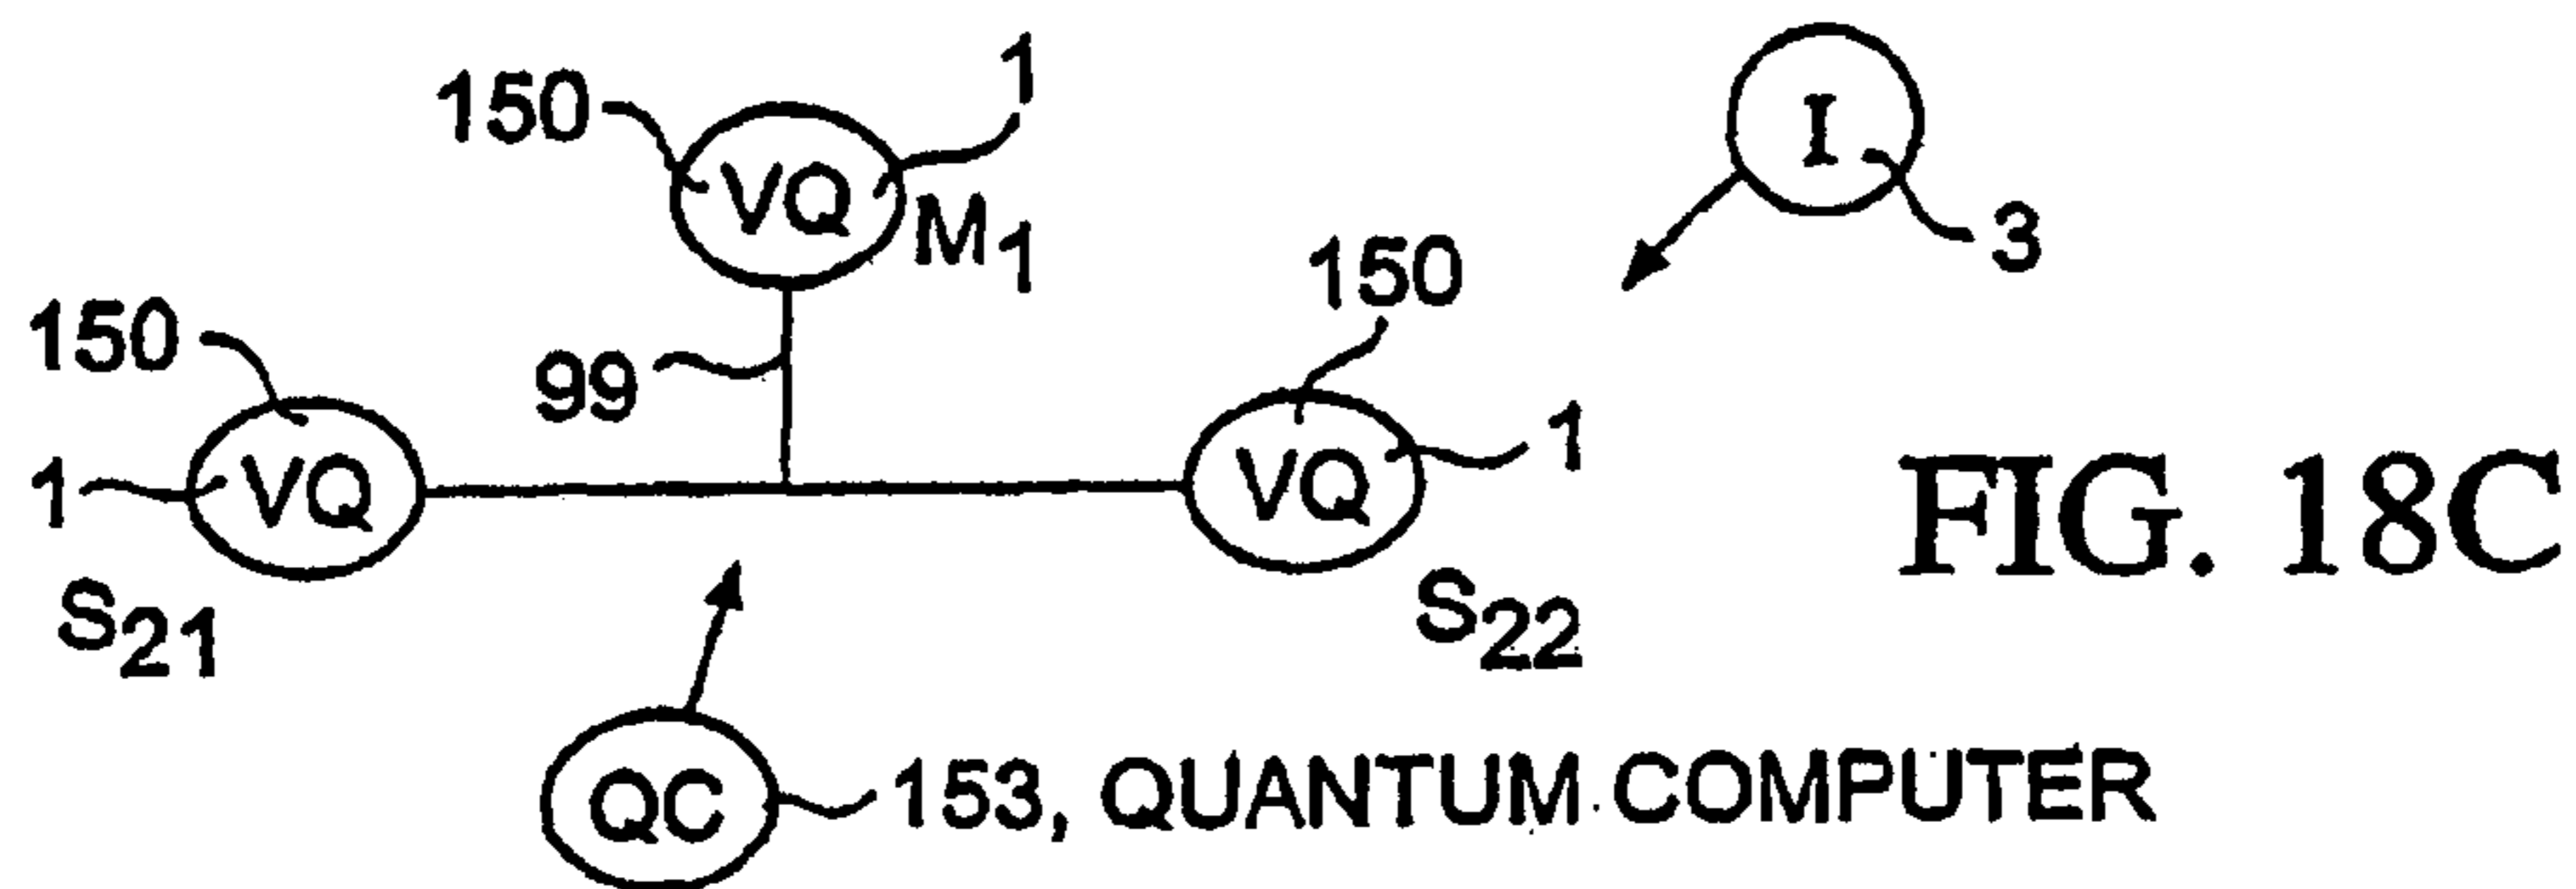 1
150
VQ
M1
I
3
150
99
150
1
VQ
1
VQ
S21
S22
FIG. 18C
QC
153, QUANTUM COMPUTER